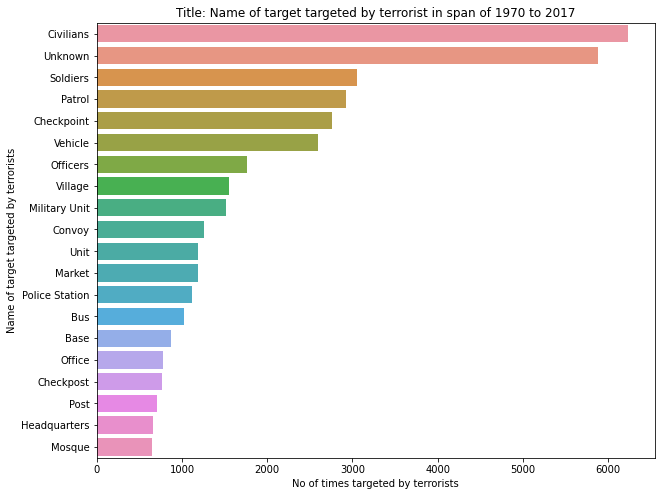 Title: Name of target targeted by terrorist in span of 1970 to 2017
Name of target targeted by terrorists
Civilians
Unknown
Soldiers
Patrol
Checkpoint
Vehicle
Officers
Village
Military Unit
Convoy
Unit
Market
Police Station
Bus
Base
Office
Checkpost
Post
Headquarters
Mosque
0 1000 2000 3000 4000 5000 6000
No of times targeted by terrorists